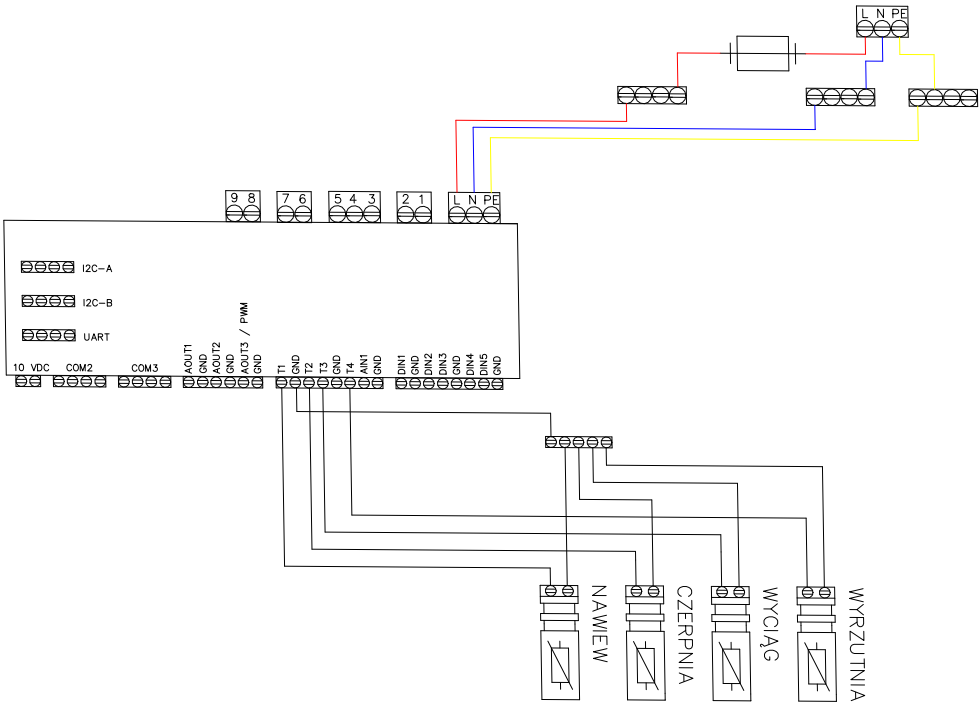 L N PE
9 8 7 6 5 4 3 2 1 L N PE
I2C-A
I2C-B
UART
10 VDC COM2 COM3
AOUT1
GND
AOUT2
GND
AOUT3 / PWM
GND
T1
GND
T2
T3
GND
T4
AIN1
GND
DIN1
GND
DIN2
DIN3
GND
DIN4
DIN5
GND
NAWIEW
CZERPNIA
WYCIĄG
WYRZUTNIA